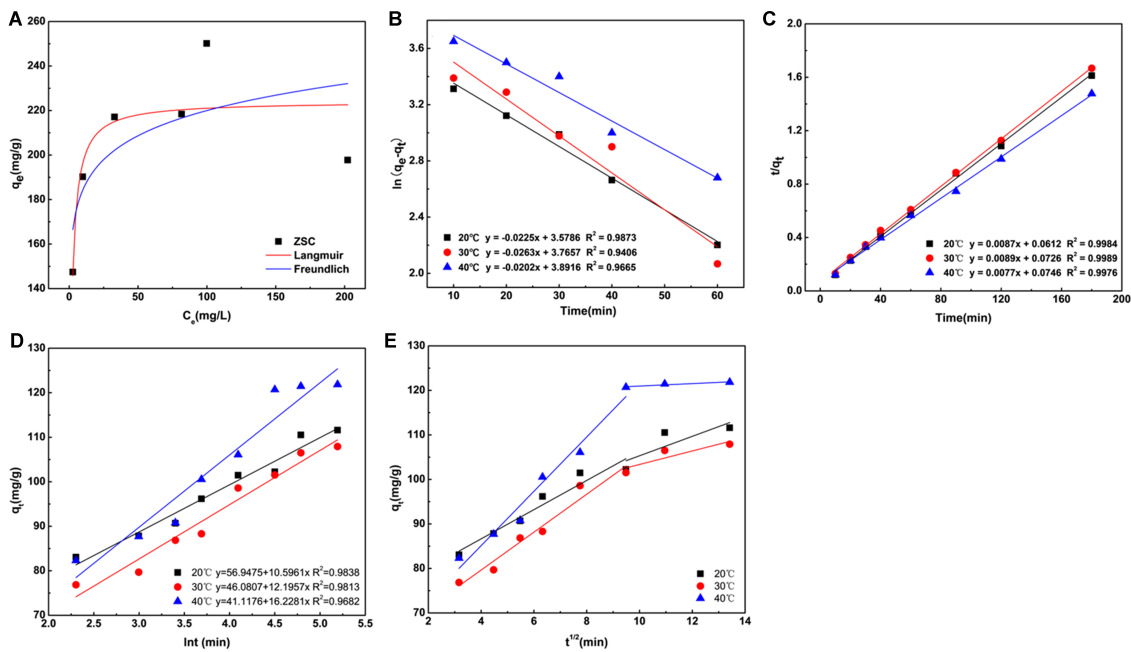 A
260
240
220
200
180
160
140
qe(mg/g)
ZSC
Langmuir
Freundlich
0 50 100 150 200
Ce(mg/L)
B
3.6
3.2
2.8
2.4
2.0
ln (qe-qt)
20℃ y = -0.0225x + 3.5786 R² = 0.9873
30℃ y = -0.0263x + 3.7657 R² = 0.9406
40℃ y = -0.0202x + 3.8916 R² = 0.9665
10 20 30 40 50 60
Time(min)
C
2.0
1.6
1.2
0.8
0.4
0.0
t/qt
20℃ y = 0.0087x + 0.0612 R² = 0.9984
30℃ y = 0.0089x + 0.0726 R² = 0.9989
40℃ y = 0.0077x + 0.0746 R² = 0.9976
0 40 80 120 160 200
Time(min)
D
130
120
110
100
90
80
70
qt(mg/g)
20℃ y=56.9475+10.5961x R²=0.9838
30℃ y=46.0807+12.1957x R²=0.9813
40℃ y=41.1176+16.2281x R²=0.9682
2.0 2.5 3.0 3.5 4.0 4.5 5.0 5.5
lnt (min)
E
130
120
110
100
90
80
70
qt(mg/g)
20℃
30℃
40℃
2 4 6 8 10 12 14
t1/2(min)